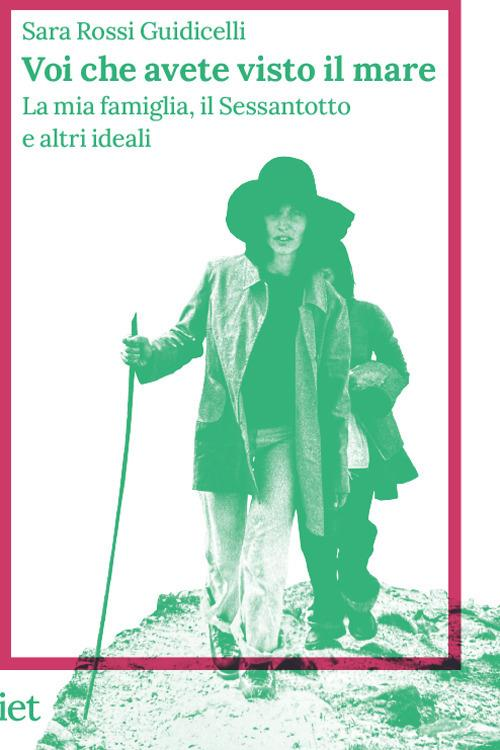 Sara Rossi Guidicelli
Voi che avete visto il mare
La mia famiglia, il Sessantotto
e altri ideali
iet